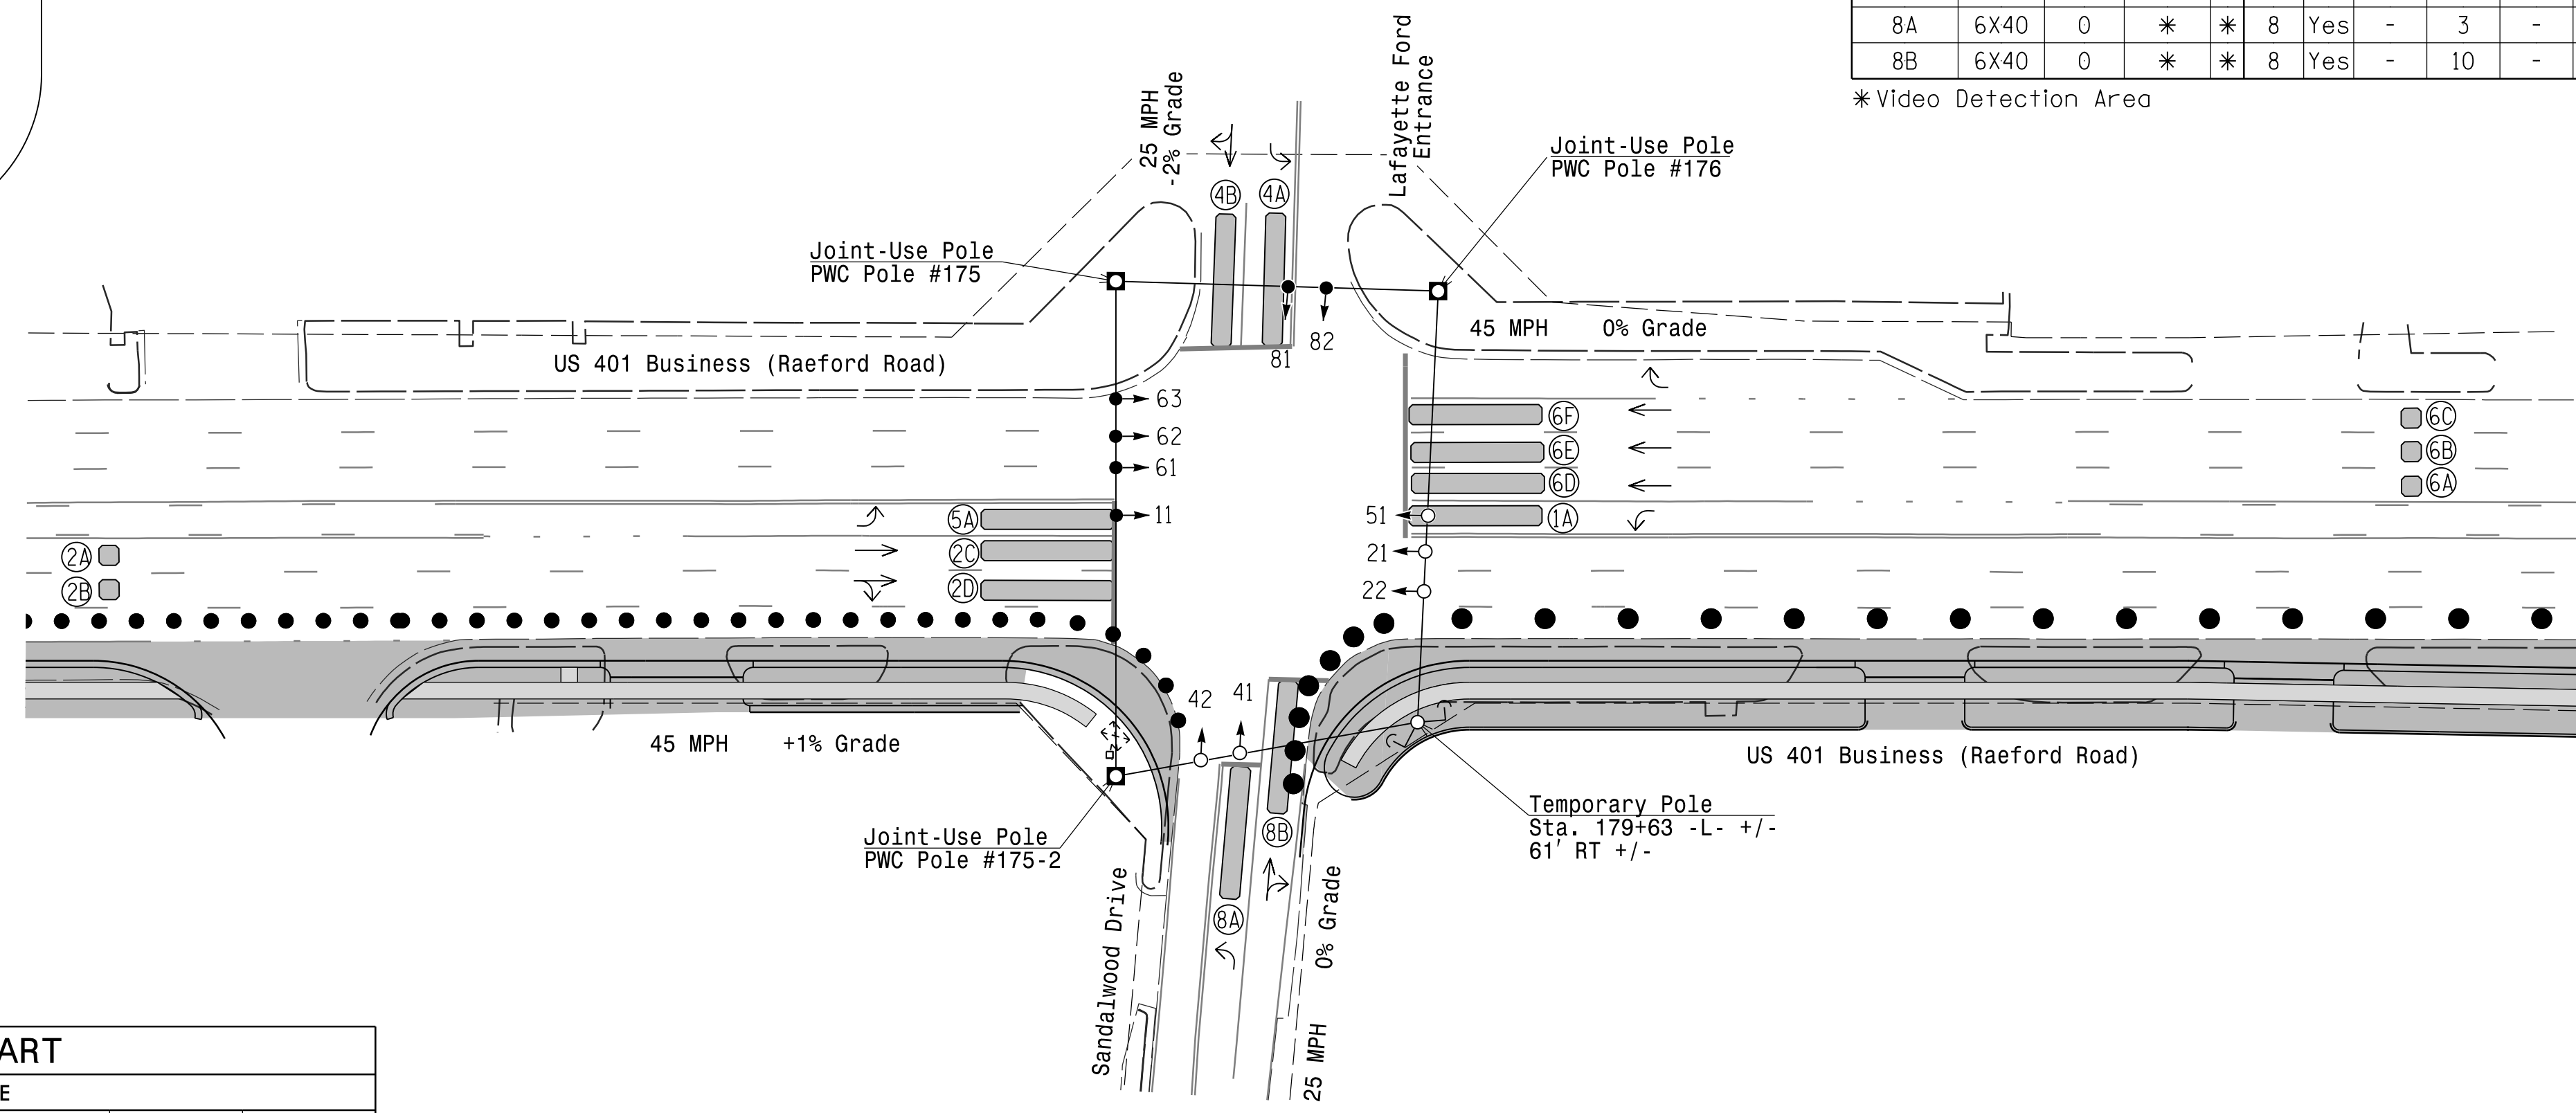 8A 6X40 0 * * 8 Yes - 3 -
8B 6X40 0 * * 8 Yes - 10 -
* Video Detection Area
25 MPH
-2% Grade
Lafayette Ford
Entrance
Joint-Use Pole
PWC Pole #176
4B
4A
Joint-Use Pole
PWC Pole #175
81
82
45 MPH 0% Grade
US 401 Business (Raeford Road)
63
62
61
11
6F
6E
6D
1A
6C
6B
6A
51
21
22
5A
2C
2D
2A
2B
42
41
45 MPH +1% Grade
US 401 Business (Raeford Road)
Joint-Use Pole
PWC Pole #175-2
Temporary Pole
Sta. 179+63 -L- +/-
61' RT +/-
8B
8A
Sandalwood Drive
0% Grade
25 MPH
ART
E